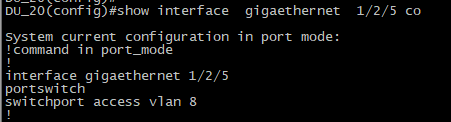 DU_20(config)#
DU_20(config)#show interface  gigaethernet  1/2/5 co

System current configuration in port mode:
!command in port_mode
!
interface gigaethernet 1/2/5
portswitch
switchport access vlan 8
!